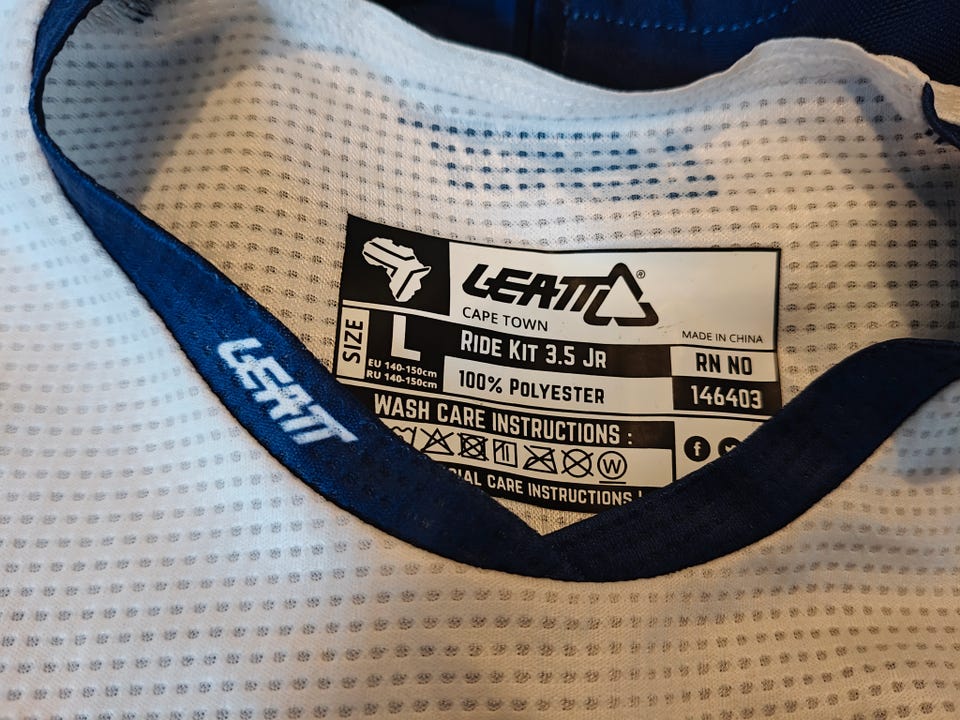 LEATT®
CAPE TOWN
MADE IN CHINA
SIZE
L
EU 140-150cm
RU 140-150cm
RIDE KIT 3.5 JR
RN NO
100% POLYESTER
146403
WASH CARE INSTRUCTIONS :
W
CARE INSTRUCTIONS
LEATT